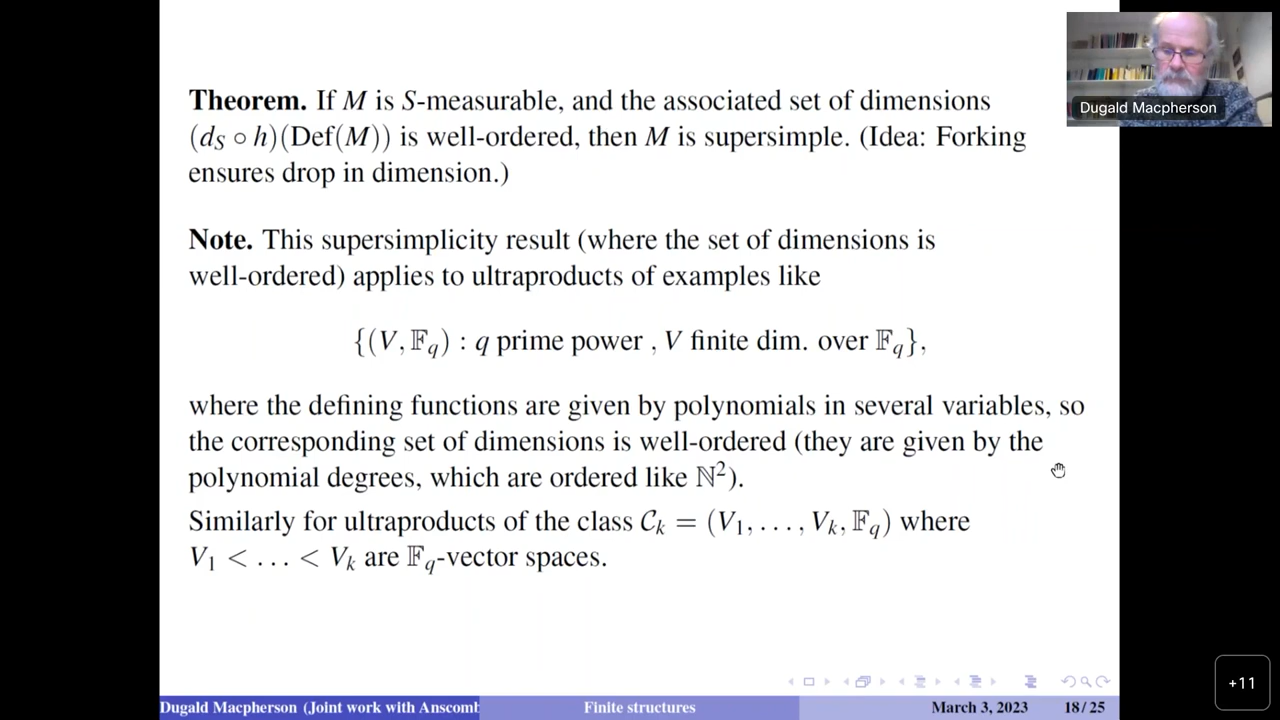 Theorem. If M is S-measurable, and the associated set of dimensions
(d_S ∘ h)(Def(M)) is well-ordered, then M is supersimple. (Idea: Forking
ensures drop in dimension.)
Note. This supersimplicity result (where the set of dimensions is
well-ordered) applies to ultraproducts of examples like
{(V, 𝔽_q) : q prime power , V finite dim. over 𝔽_q},
where the defining functions are given by polynomials in several variables, so
the corresponding set of dimensions is well-ordered (they are given by the
polynomial degrees, which are ordered like ℕ²).
Similarly for ultraproducts of the class 𝒞_k = (V₁, . . . , V_k, 𝔽_q) where
V₁ < . . . < V_k are 𝔽_q-vector spaces.
Dugald Macpherson
+11
Dugald Macpherson (Joint work with Anscomb
Finite structures
March 3, 2023
18 / 25